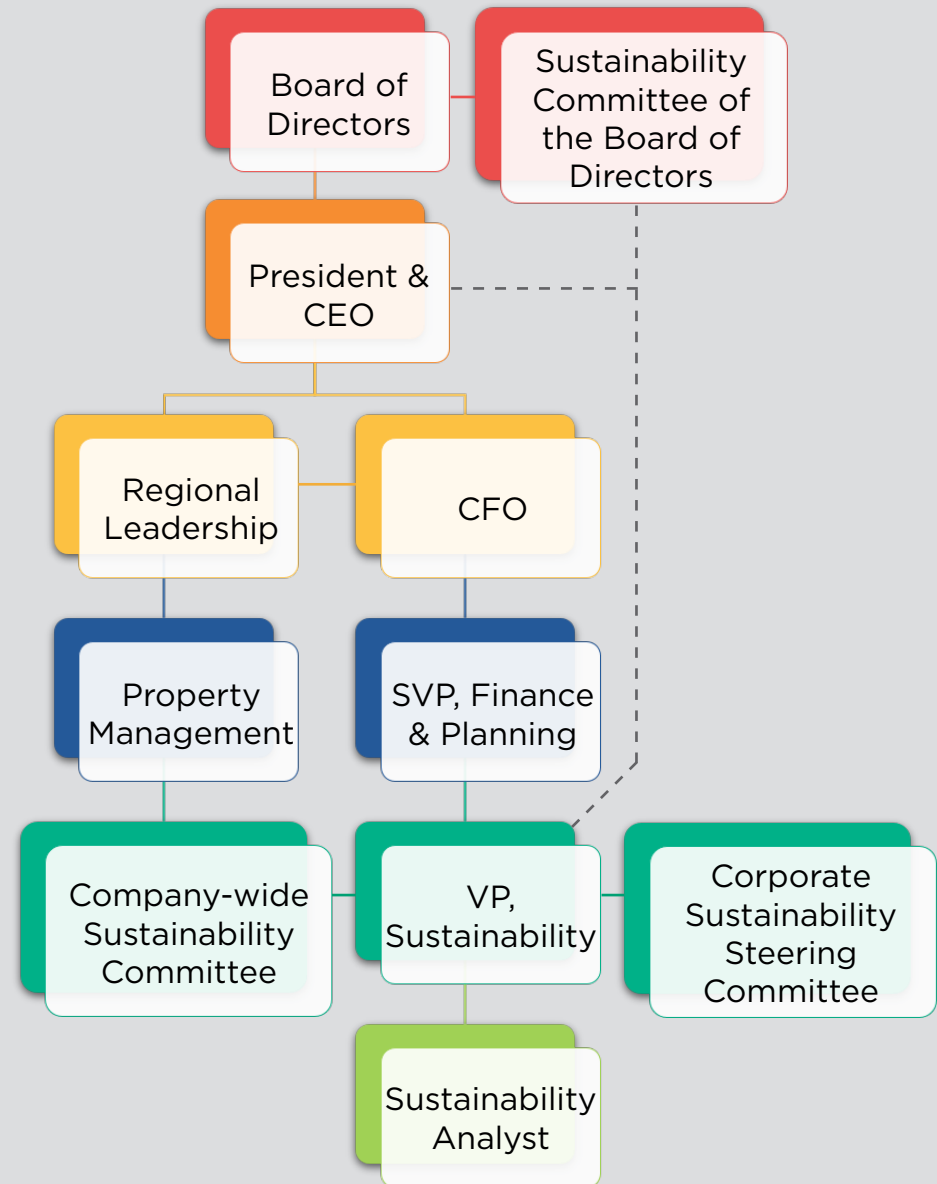 Board of
Directors
Sustainability
Committee of
the Board of
Directors
President &
CEO
Regional
Leadership
CFO
Property
Management
SVP, Finance
& Planning
Company-wide
Sustainability
Committee
VP,
Sustainability
Corporate
Sustainability
Steering
Committee
Sustainability
Analyst